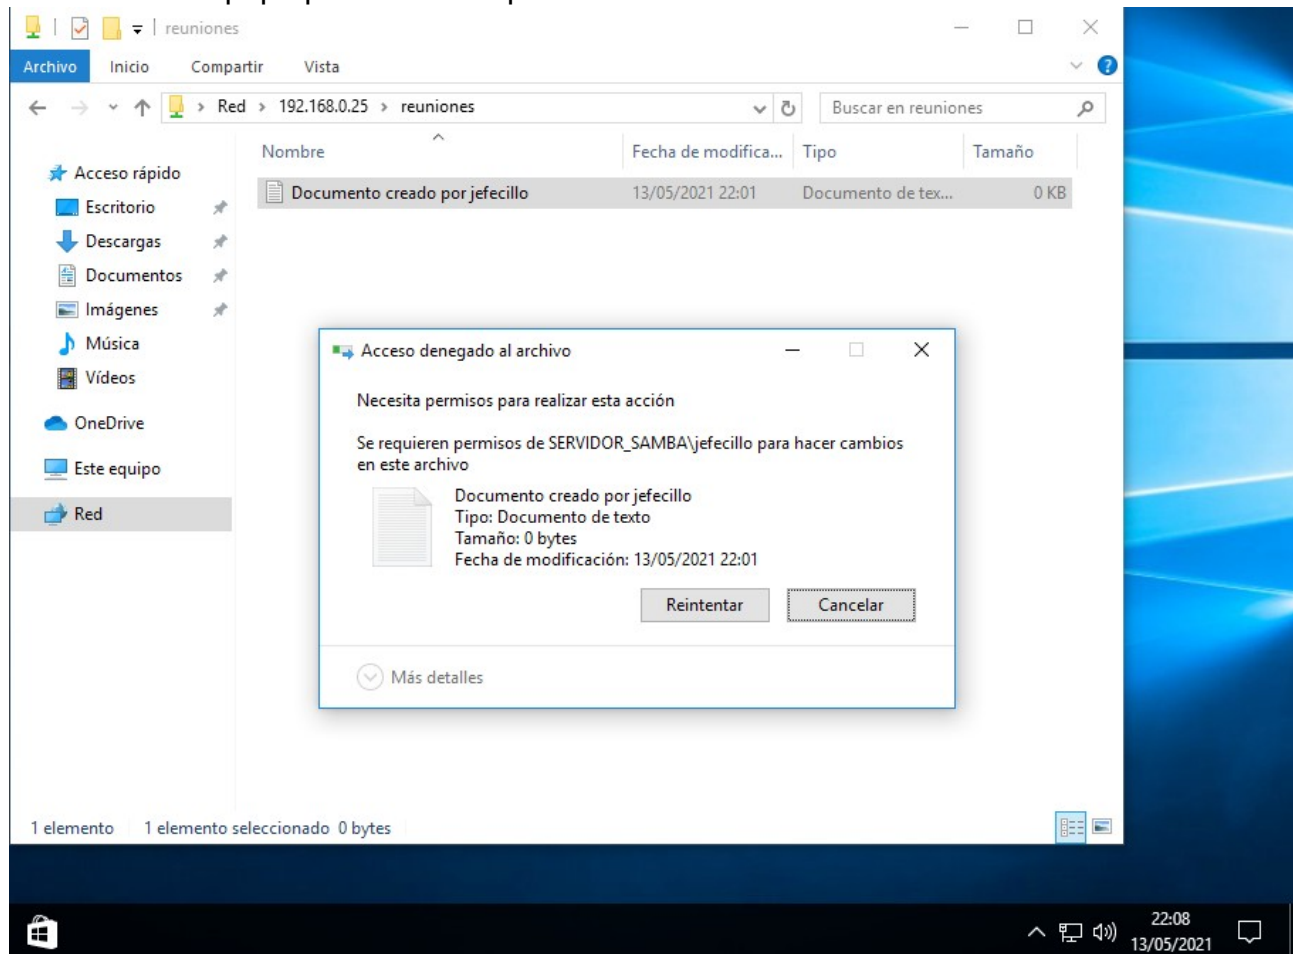 reuniones
Archivo Inicio Compartir Vista
Red > 192.168.0.25 > reuniones
Buscar en reuniones
Nombre Fecha de modifica... Tipo Tamaño
Documento creado por jefecillo 13/05/2021 22:01 Documento de tex... 0 KB
Acceso rápido
Escritorio
Descargas
Documentos
Imágenes
Música
Vídeos
OneDrive
Este equipo
Red
Acceso denegado al archivo
Necesita permisos para realizar esta acción
Se requieren permisos de SERVIDOR_SAMBA\jefecillo para hacer cambios
en este archivo
Documento creado por jefecillo
Tipo: Documento de texto
Tamaño: 0 bytes
Fecha de modificación: 13/05/2021 22:01
Reintentar Cancelar
Más detalles
1 elemento 1 elemento seleccionado 0 bytes
22:08
13/05/2021